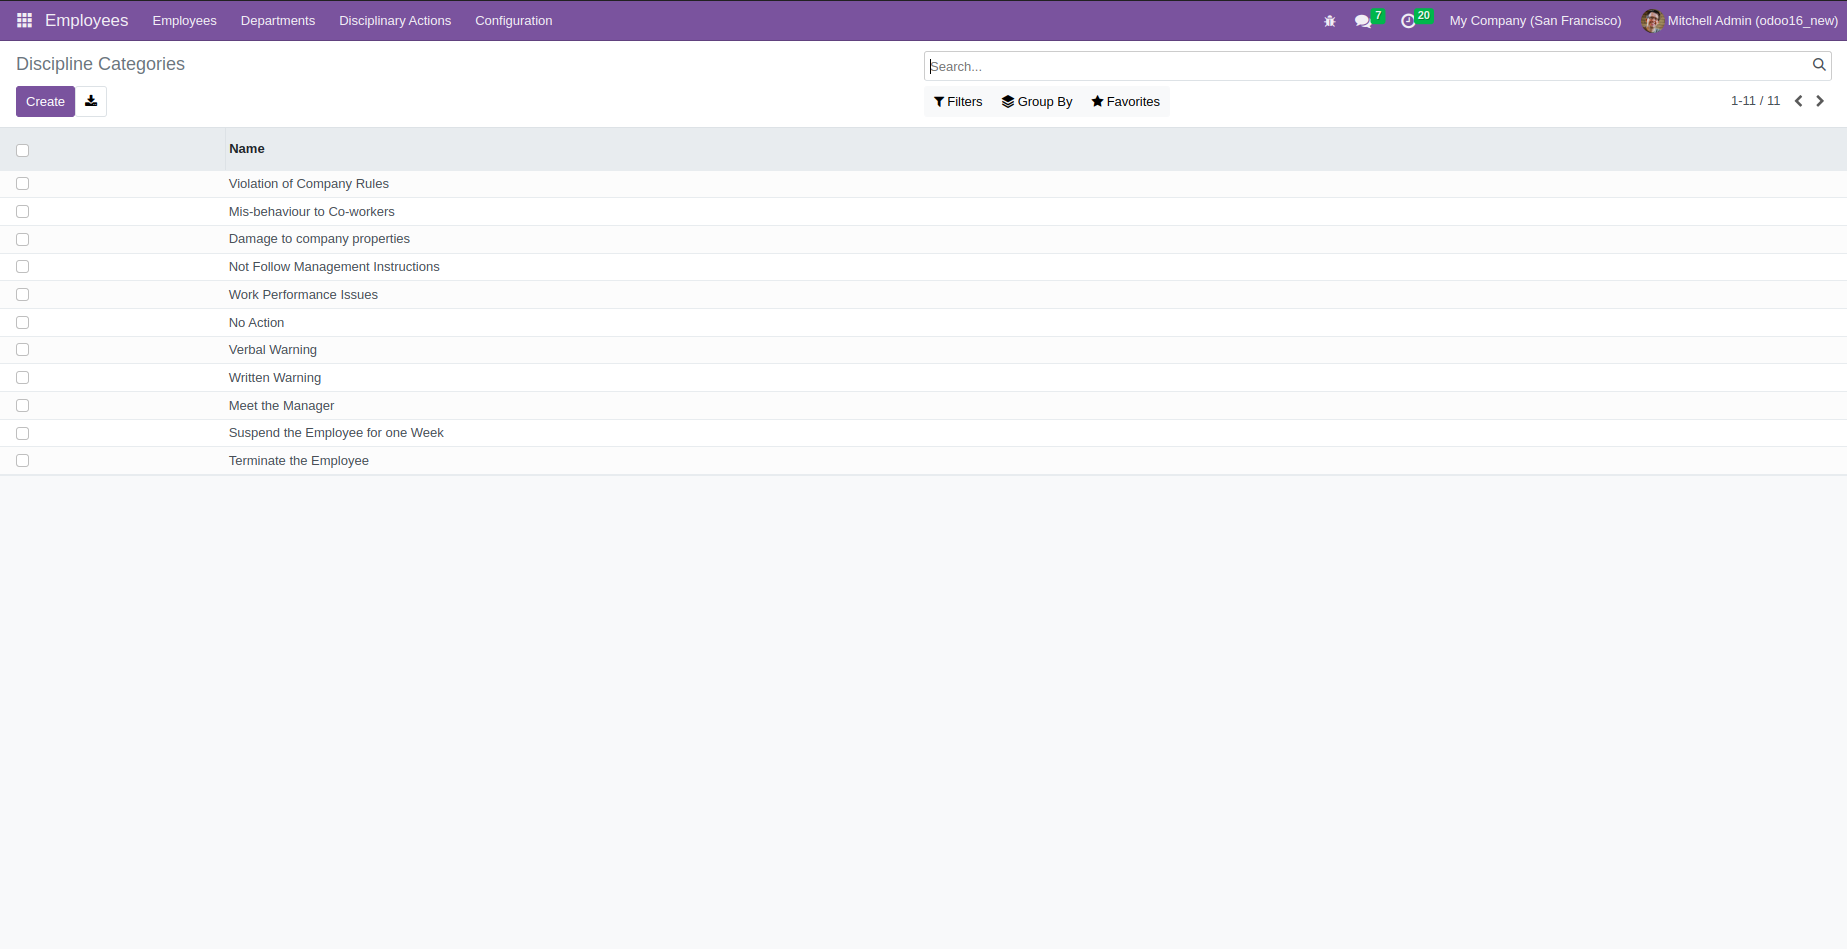 Employees Employees Departments Disciplinary Actions Configuration 7 20 My Company (San Francisco) Mitchell Admin (odoo16_new)
Discipline Categories
Search...
Create
Filters Group By Favorites 1-11 / 11
Name
Violation of Company Rules
Mis-behaviour to Co-workers
Damage to company properties
Not Follow Management Instructions
Work Performance Issues
No Action
Verbal Warning
Written Warning
Meet the Manager
Suspend the Employee for one Week
Terminate the Employee